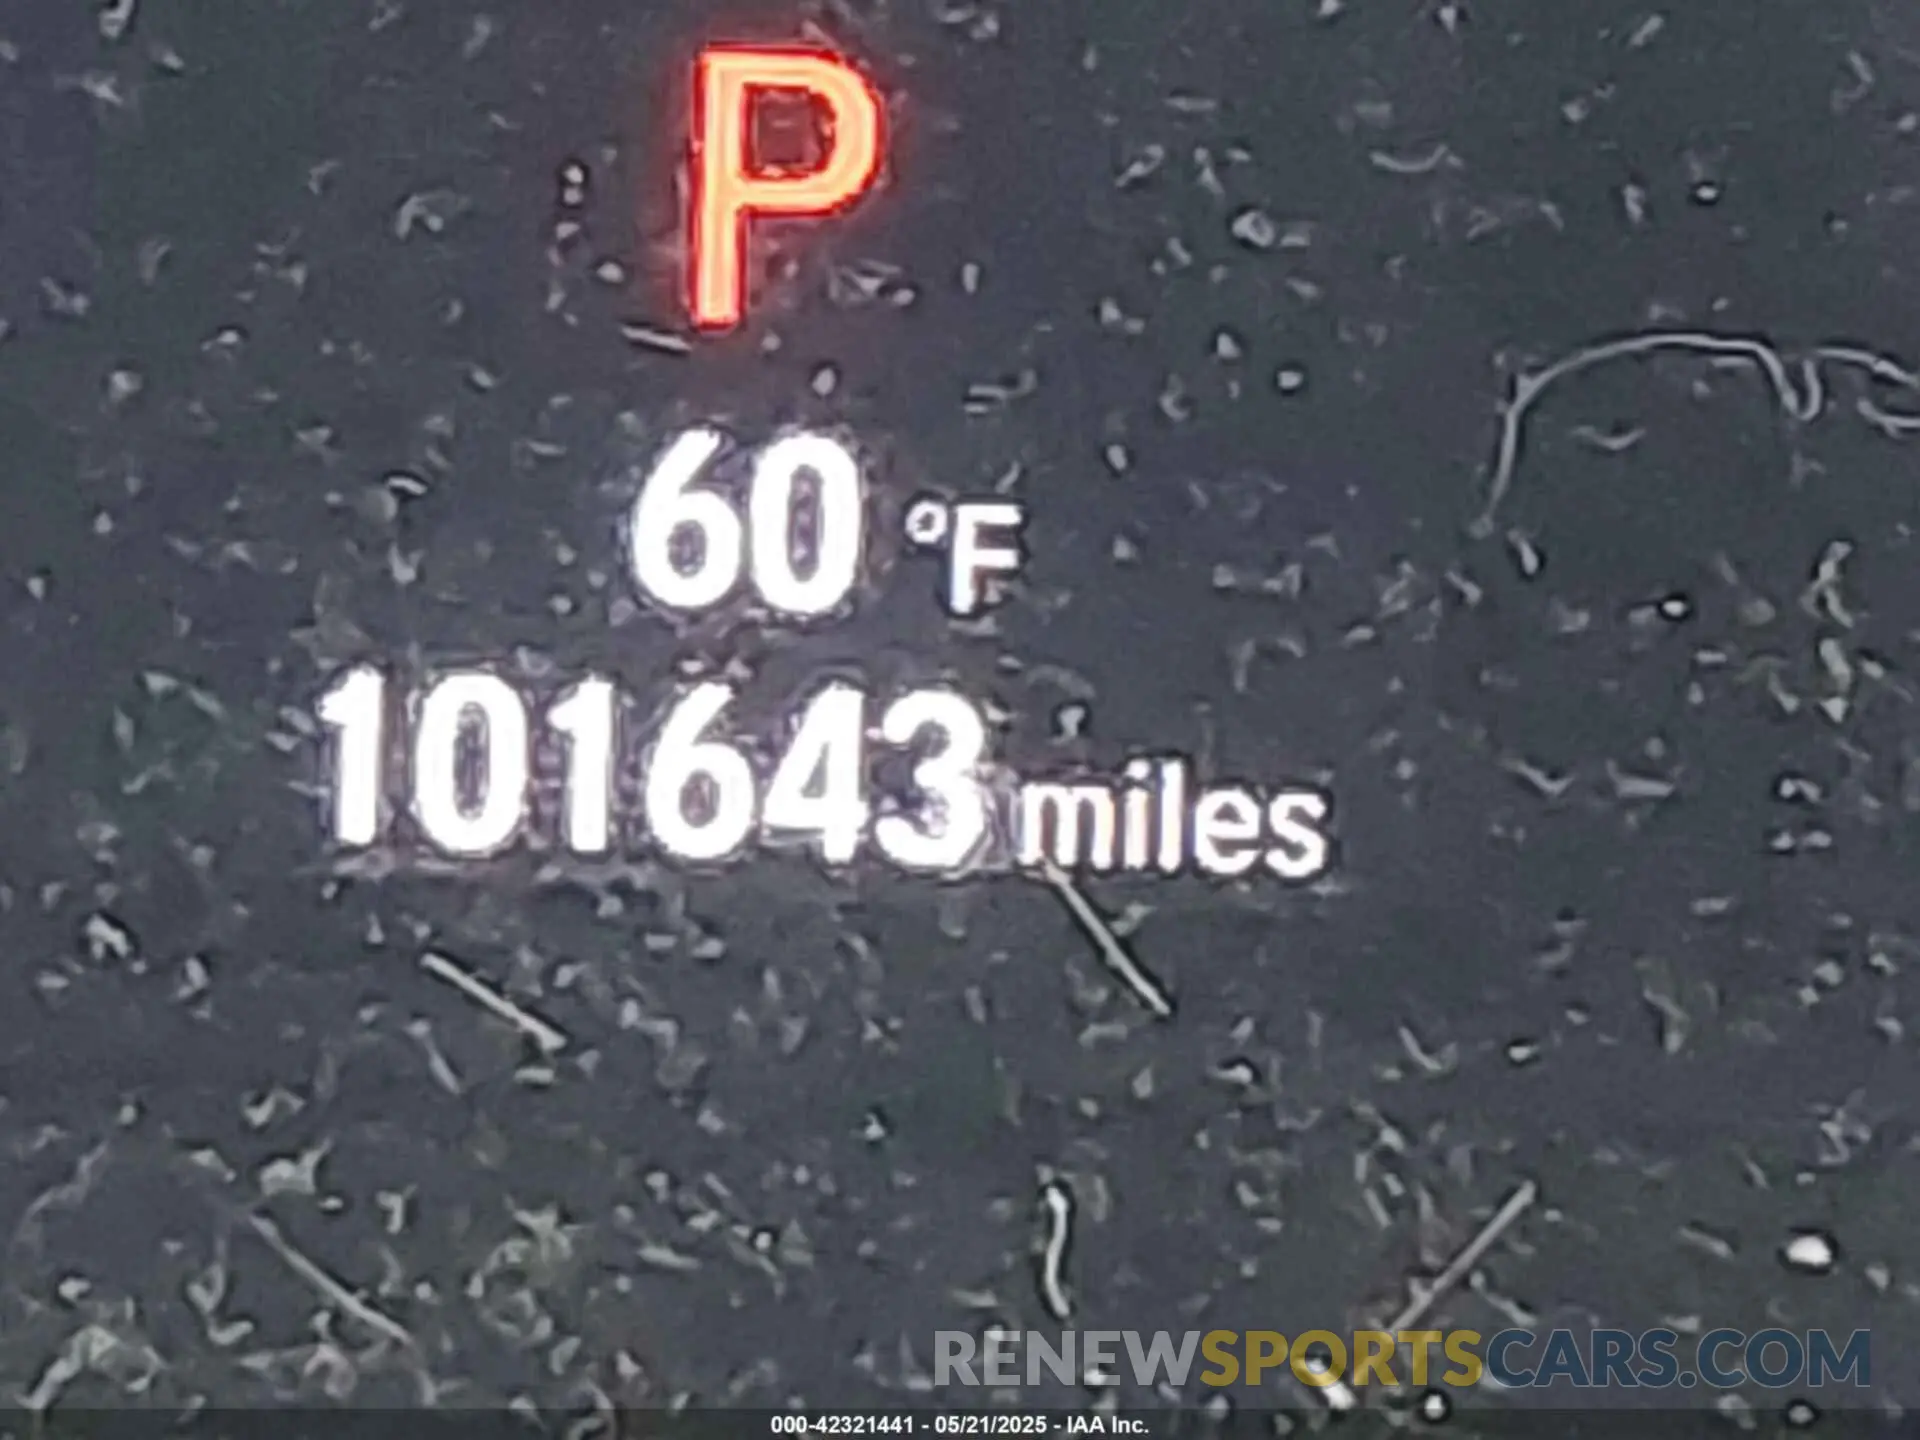 P
60 °F
101643 miles
RENEWSPORTSCARS.COM
000-42321441 - 05/21/2025 - IAA Inc.